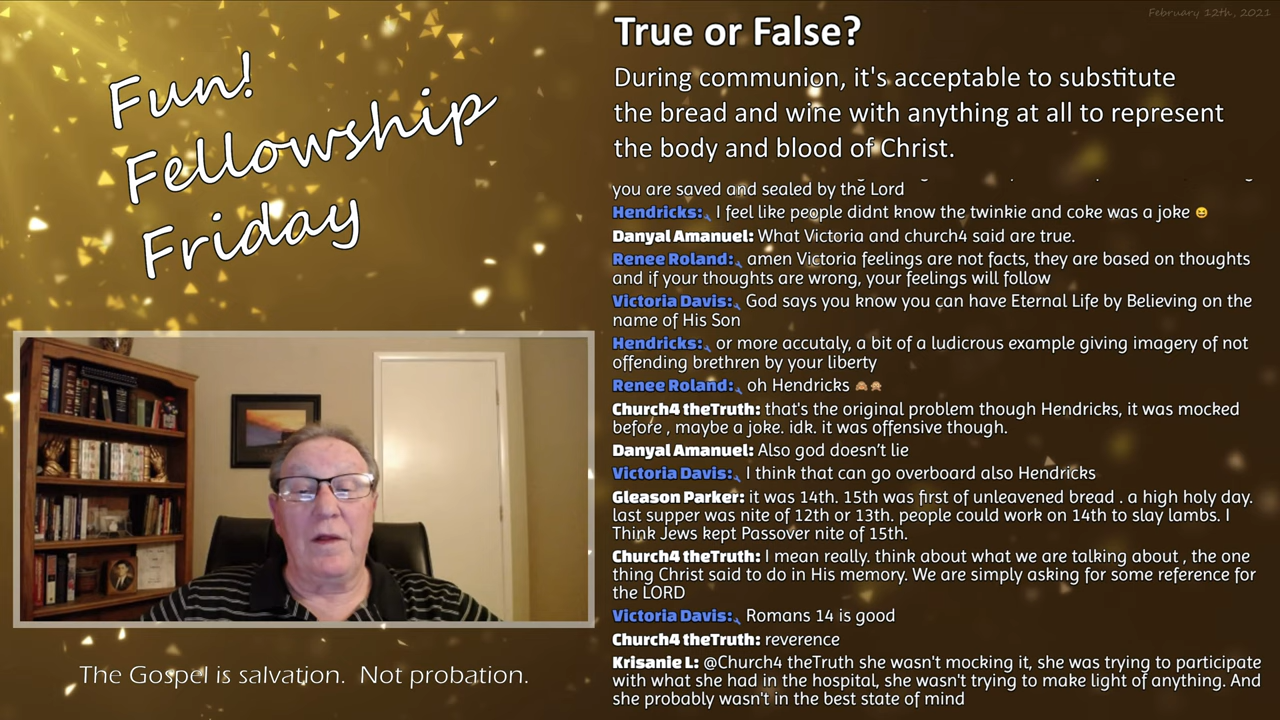 Fun!
Fellowship
Friday
The Gospel is salvation. Not probation.
February 12th, 2021
True or False?
During communion, it's acceptable to substitute
the bread and wine with anything at all to represent
the body and blood of Christ.
you are saved and sealed by the Lord
Hendricks: I feel like people didnt know the twinkie and coke was a joke 😆
Danyal Amanuel: What Victoria and church4 said are true.
Renee Roland: amen Victoria feelings are not facts, they are based on thoughts
and if your thoughts are wrong, your feelings will follow
Victoria Davis: God says you know you can have Eternal Life by Believing on the
name of His Son
Hendricks: or more accutaly, a bit of a ludicrous example giving imagery of not
offending brethren by your liberty
Renee Roland: oh Hendricks
Church4 theTruth: that's the original problem though Hendricks, it was mocked
before , maybe a joke. idk. it was offensive though.
Danyal Amanuel: Also god doesn't lie
Victoria Davis: I think that can go overboard also Hendricks
Gleason Parker: it was 14th. 15th was first of unleavened bread . a high holy day.
last supper was nite of 12th or 13th. people could work on 14th to slay lambs. I
Think Jews kept Passover nite of 15th.
Church4 theTruth: I mean really. think about what we are talking about , the one
thing Christ said to do in His memory. We are simply asking for some reference for
the LORD
Victoria Davis: Romans 14 is good
Church4 theTruth: reverence
Krisanie L: @Church4 theTruth she wasn't mocking it, she was trying to participate
with what she had in the hospital, she wasn't trying to make light of anything. And
she probably wasn't in the best state of mind